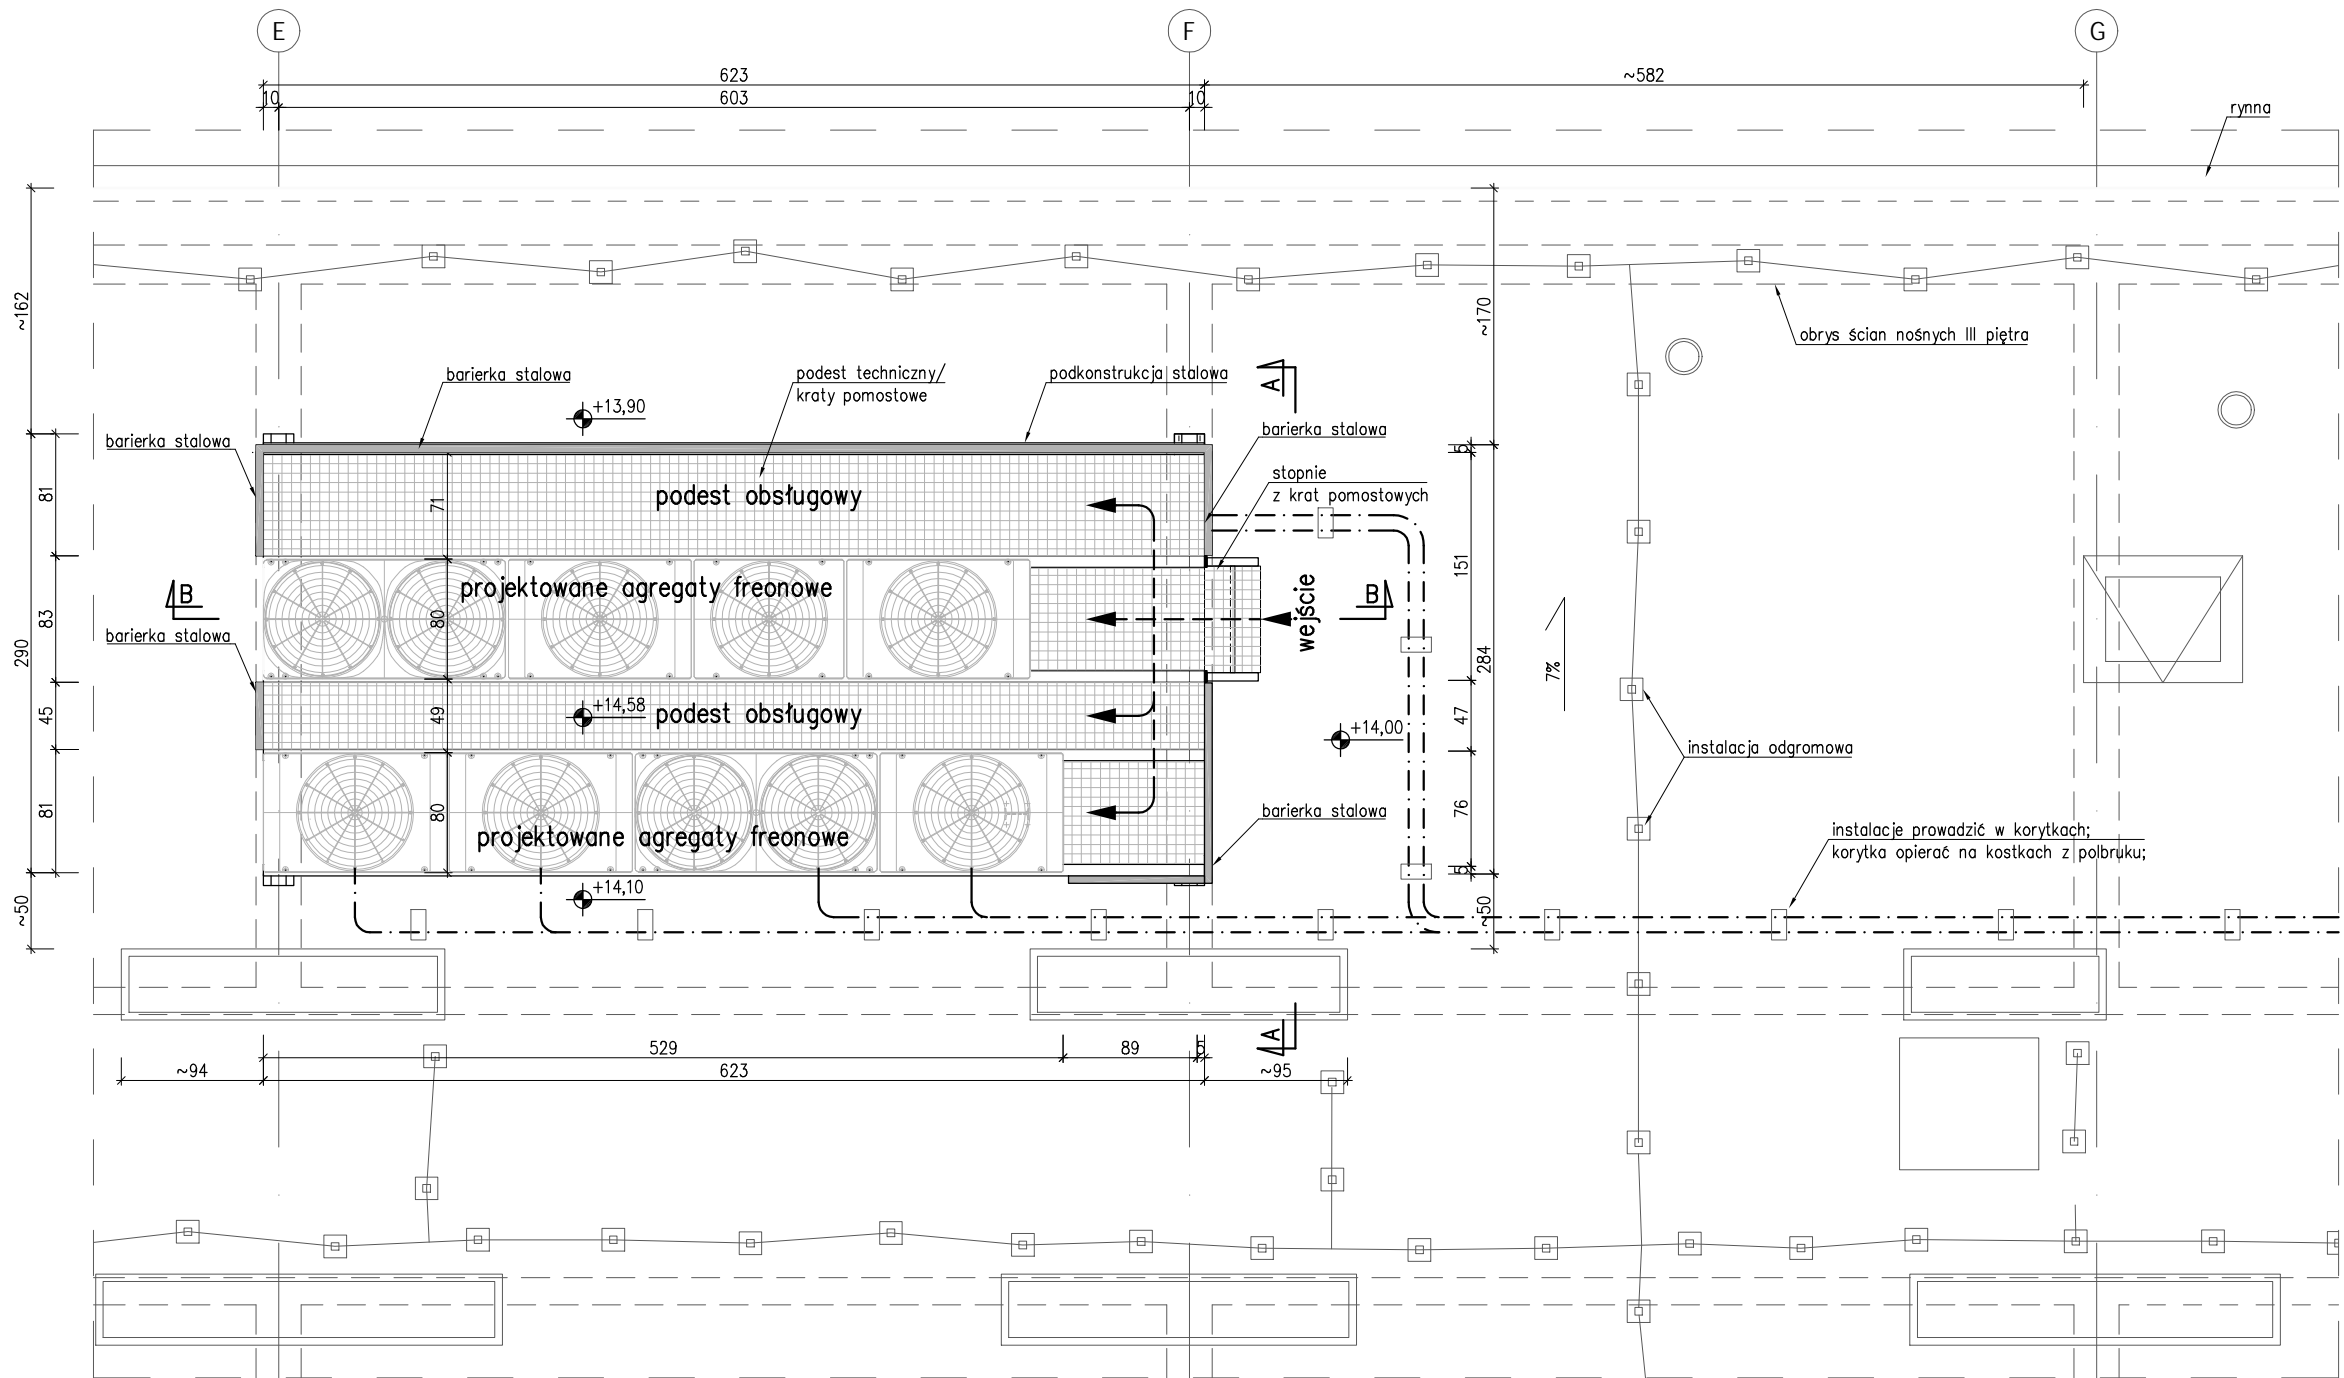 E
F
G
623
~582
10
603
10
rynna
~162
~170
obrys ścian nośnych III piętra
barierka stalowa
podest techniczny/
kraty pomostowe
podkonstrukcja stalowa
A
+13,90
barierka stalowa
barierka stalowa
5
stopnie
z krat pomostowych
81
71
podest obsługowy
151
projektowane agregaty freonowe
B
wejście
B
83
80
290
barierka stalowa
284
7%
45
49
+14,58
podest obsługowy
47
+14,00
instalacja odgromowa
81
80
76
barierka stalowa
projektowane agregaty freonowe
instalacje prowadzić w korytkach;
korytka opierać na kostkach z polbruku;
5
+14,10
~50
~50
A
529
89
5
~94
623
~95